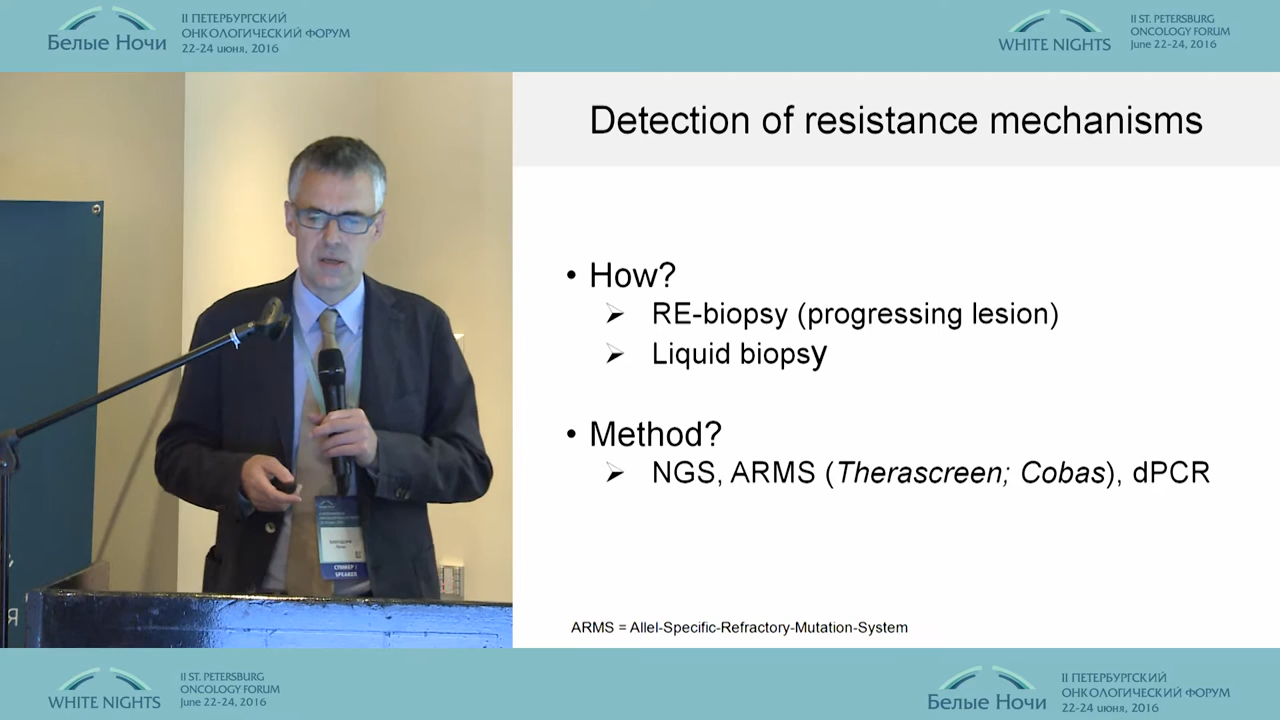 Белые Ночи
II ПЕТЕРБУРГСКИЙ
ОНКОЛОГИЧЕСКИЙ ФОРУМ
22-24 июня, 2016
WHITE NIGHTS
II ST. PETERSBURG
ONCOLOGY FORUM
June 22-24, 2016
Detection of resistance mechanisms
• How?
➢ RE-biopsy (progressing lesion)
➢ Liquid biopsy
• Method?
➢ NGS, ARMS (Therascreen; Cobas), dPCR
ARMS = Allel-Specific-Refractory-Mutation-System
СПИКЕР /
SPEAKER
WHITE NIGHTS
II ST. PETERSBURG
ONCOLOGY FORUM
June 22-24, 2016
Белые Ночи
II ПЕТЕРБУРГСКИЙ
ОНКОЛОГИЧЕСКИЙ ФОРУМ
22-24 июня, 2016